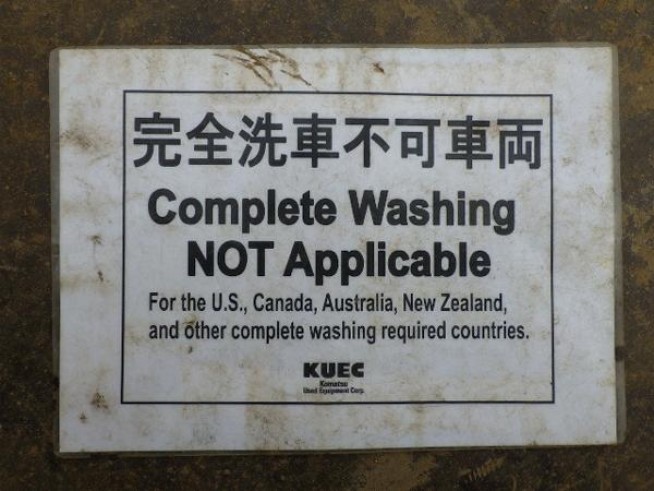 完全洗車不可車両
Complete Washing
NOT Applicable
For the U.S., Canada, Australia, New Zealand,
and other complete washing required countries.
KUEC
Komatsu
Used Equipment Corp.